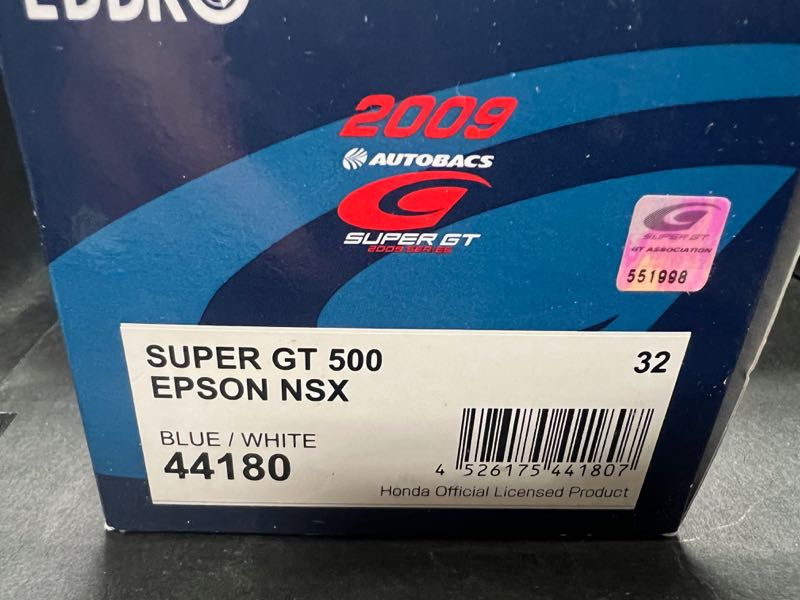 EBBRO
2009
AUTOBACS
SUPER GT
2009 SERIES
SUPER GT
GT ASSOCIATION
551998
SUPER GT 500
32
EPSON NSX
BLUE / WHITE
44180
4 526175 441807
Honda Official Licensed Product